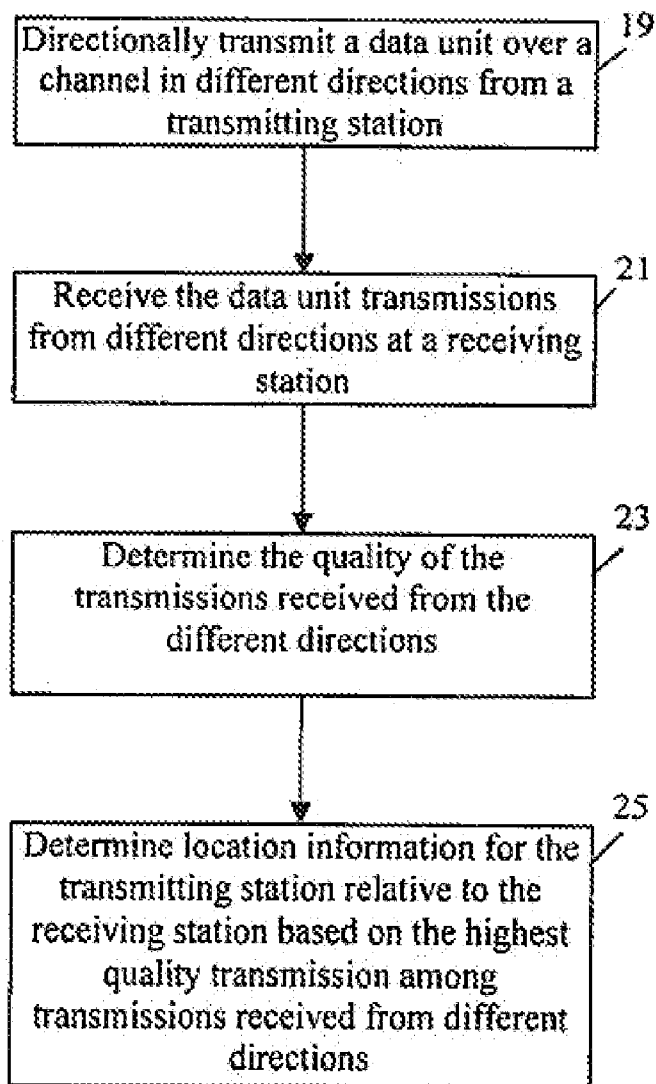 19
Directionally transmit a data unit over a
channel in different directions from a
transmitting station
21
Receive the data unit transmissions
from different directions at a receiving
station
23
Determine the quality of the
transmissions received from the
different directions
25
Determine location information for the
transmitting station relative to the
receiving station based on the highest
quality transmission among
transmissions received from different
directions